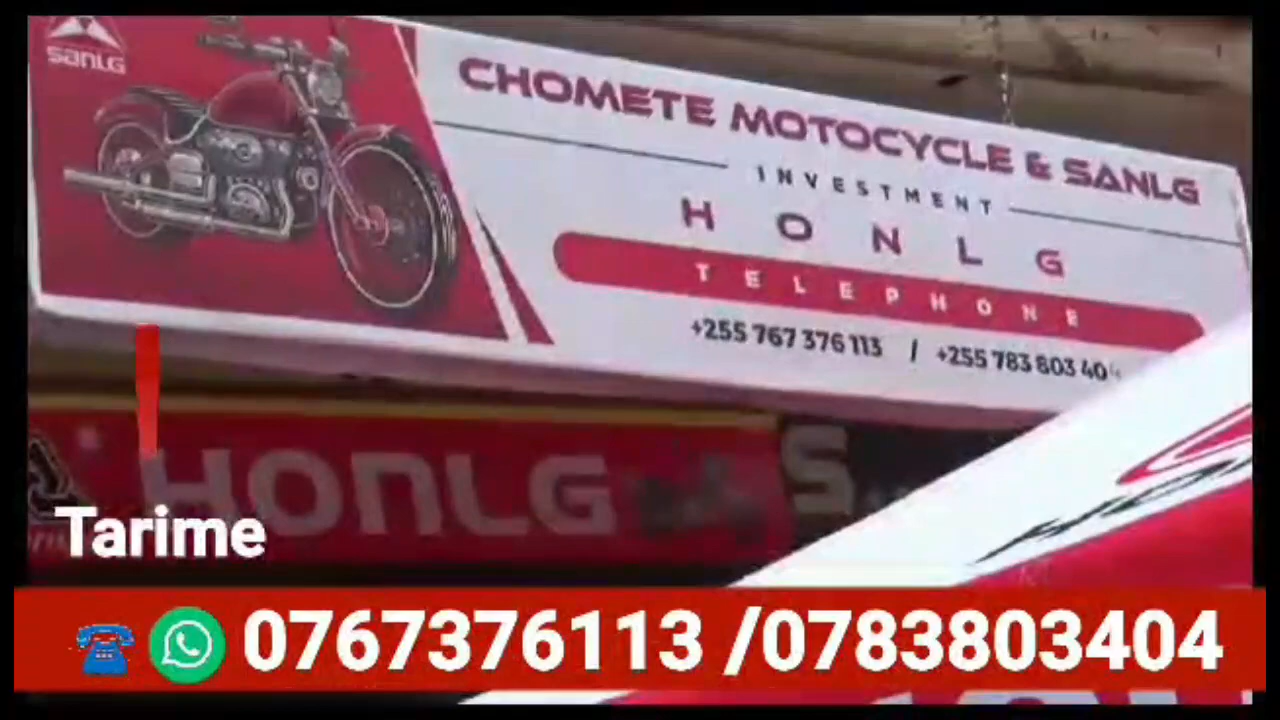 SANLG
CHOMETE MOTOCYCLE & SANLG
INVESTMENT
HONLG
TELEPHONE
+255 767 376 113 / +255 783 803 40
HONLG
S
Tarime
0767376113 /0783803404